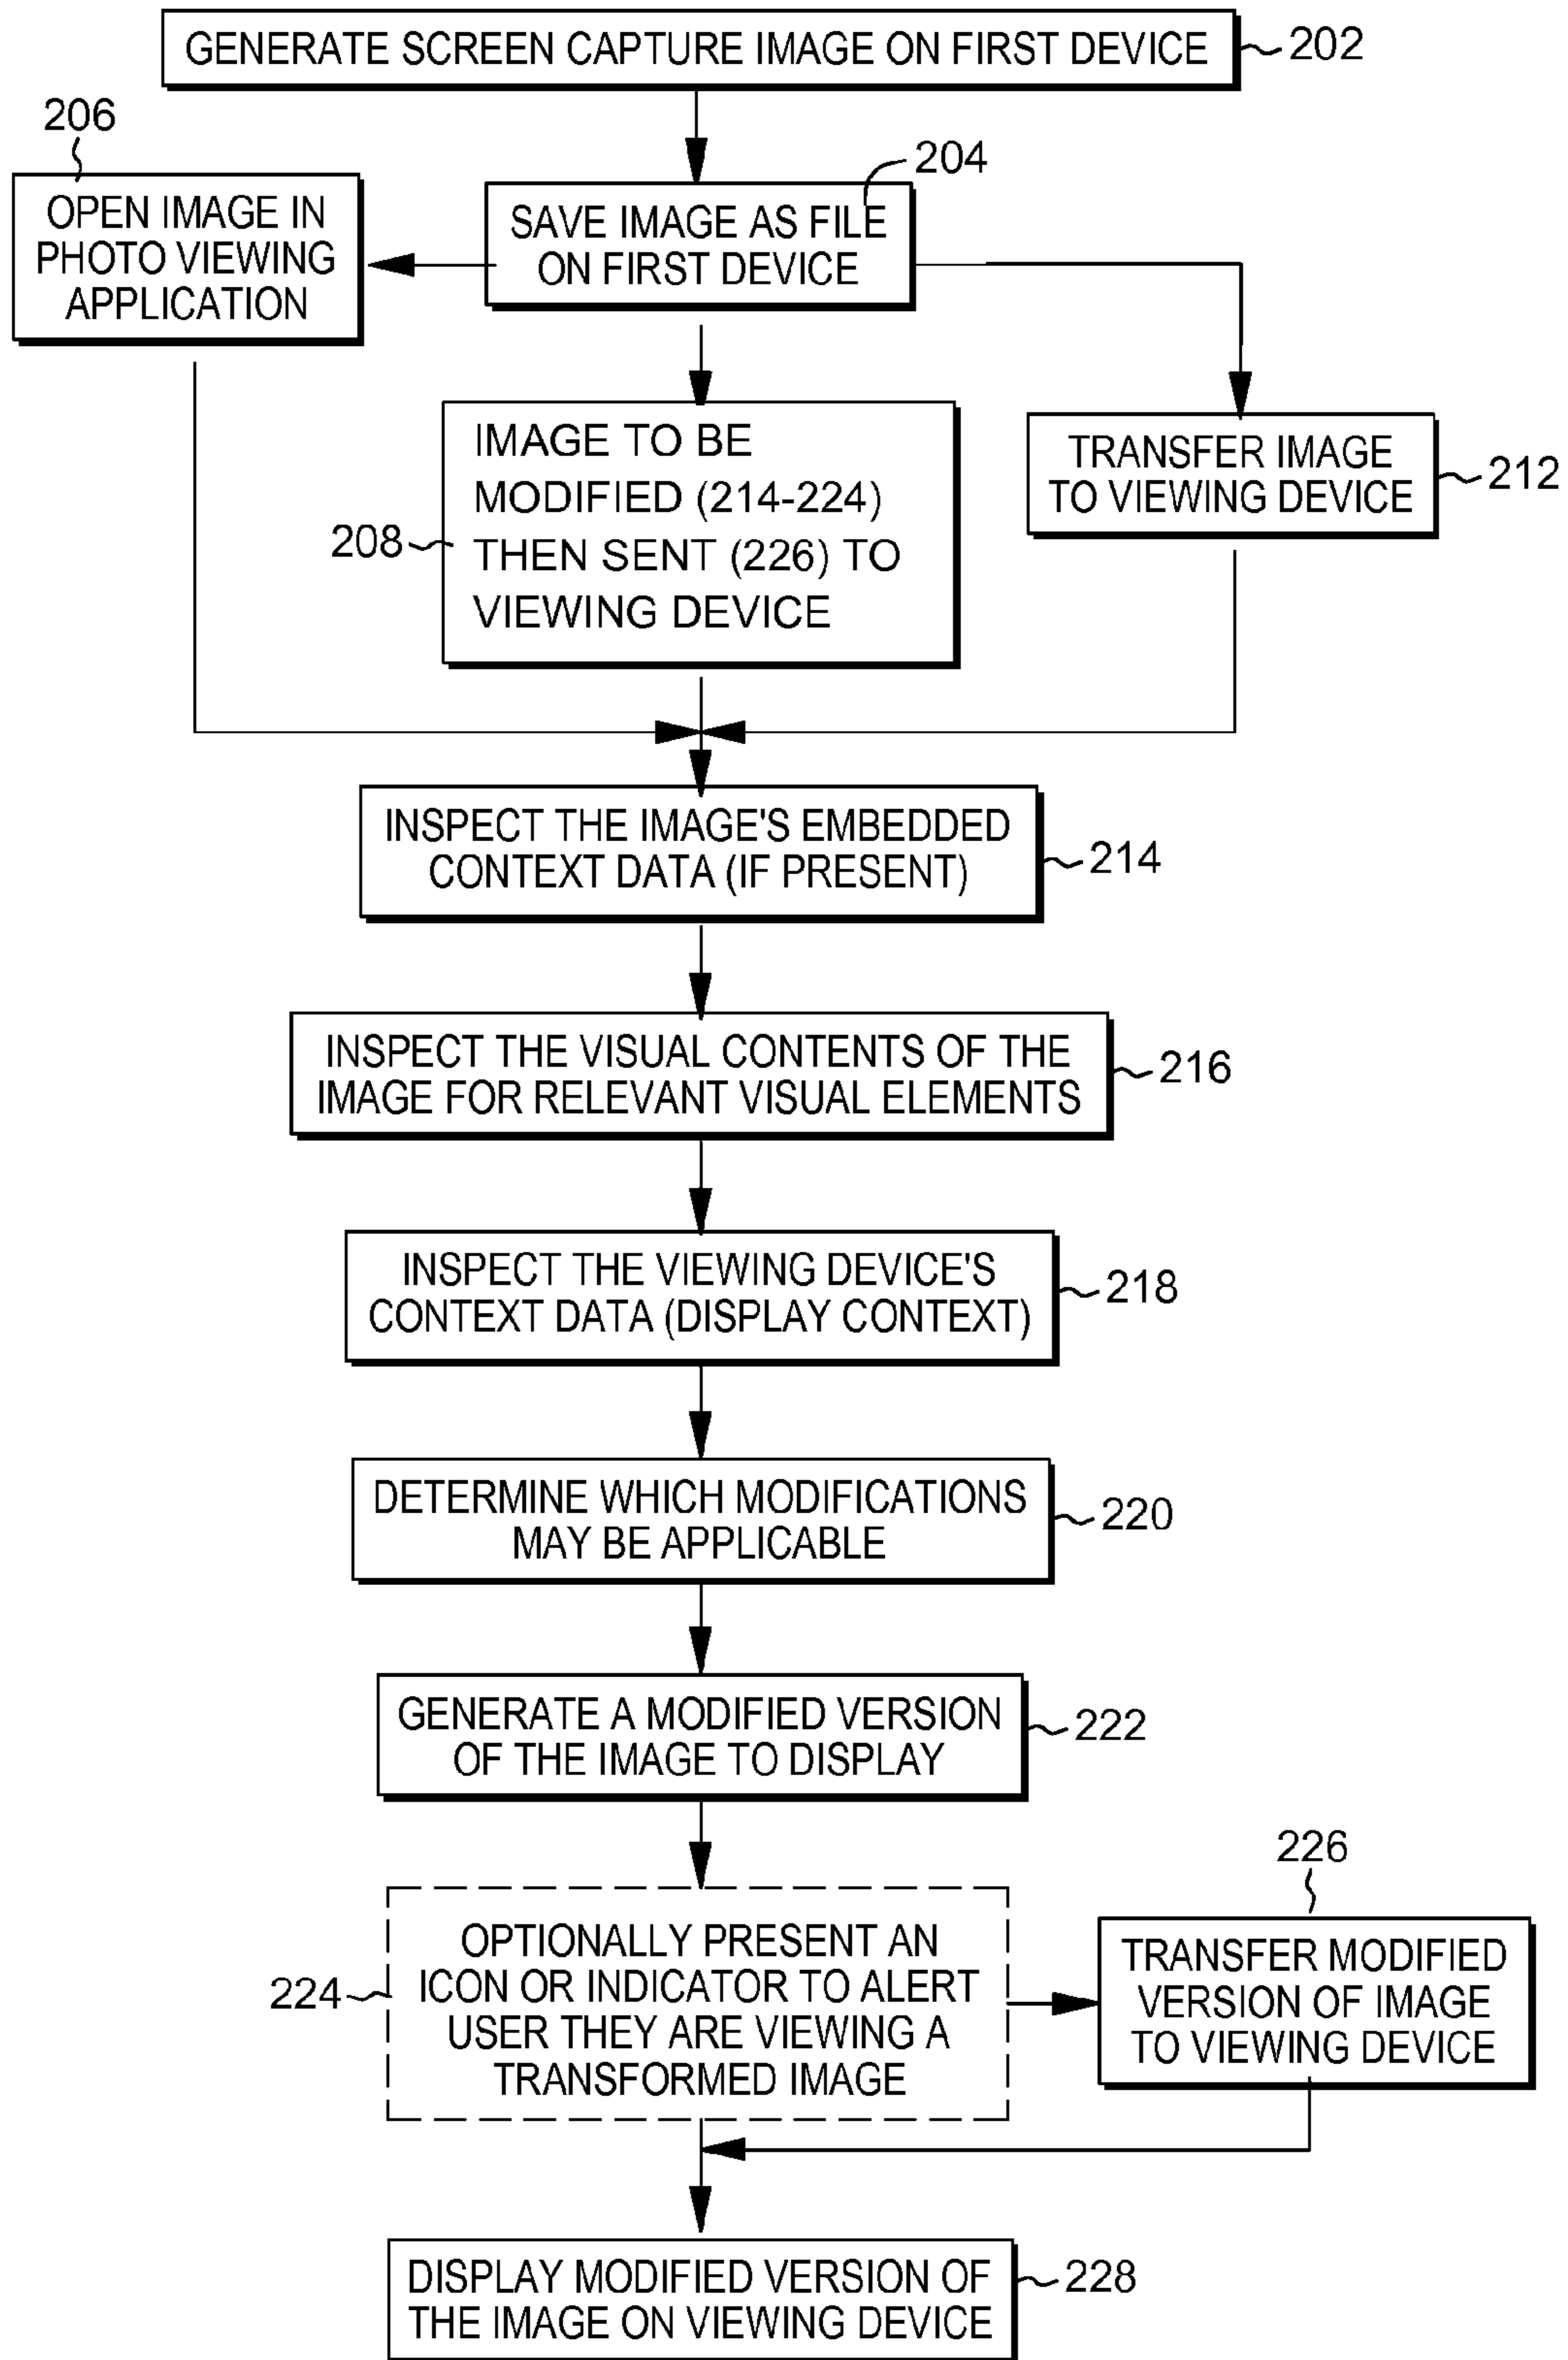 GENERATE SCREEN CAPTURE IMAGE ON FIRST DEVICE
202
206
204
OPEN IMAGE IN
PHOTO VIEWING
APPLICATION
SAVE IMAGE AS FILE
ON FIRST DEVICE
208
IMAGE TO BE
MODIFIED (214-224)
THEN SENT (226) TO
VIEWING DEVICE
TRANSFER IMAGE
TO VIEWING DEVICE
212
INSPECT THE IMAGE'S EMBEDDED
CONTEXT DATA (IF PRESENT)
214
INSPECT THE VISUAL CONTENTS OF THE
IMAGE FOR RELEVANT VISUAL ELEMENTS
216
INSPECT THE VIEWING DEVICE'S
CONTEXT DATA (DISPLAY CONTEXT)
218
DETERMINE WHICH MODIFICATIONS
MAY BE APPLICABLE
220
GENERATE A MODIFIED VERSION
OF THE IMAGE TO DISPLAY
222
224
OPTIONALLY PRESENT AN
ICON OR INDICATOR TO ALERT
USER THEY ARE VIEWING A
TRANSFORMED IMAGE
226
TRANSFER MODIFIED
VERSION OF IMAGE
TO VIEWING DEVICE
DISPLAY MODIFIED VERSION OF
THE IMAGE ON VIEWING DEVICE
228